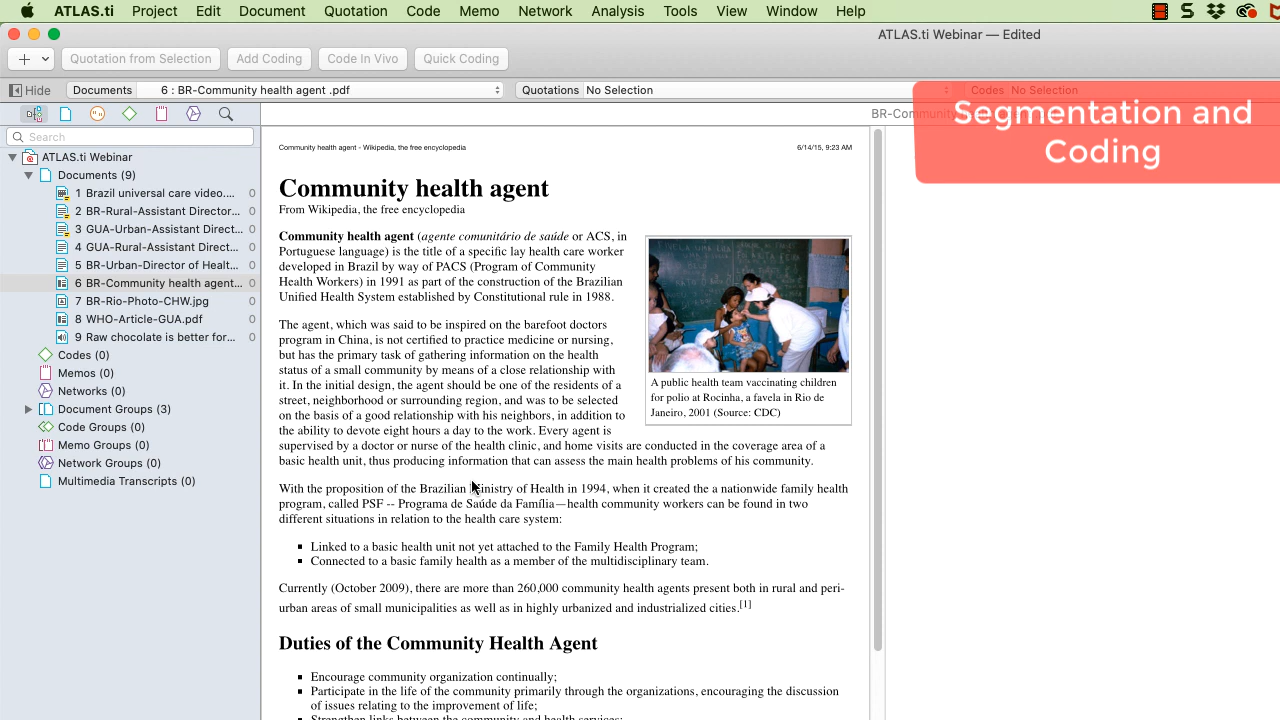 ATLAS.ti Project Edit Document Quotation Code Memo Network Analysis Tools View Window Help
ATLAS.ti Webinar — Edited
Quotation from Selection Add Coding Code In Vivo Quick Coding
Hide Documents 6 : BR-Community health agent .pdf Quotations No Selection Codes No Selection
BR-Community
Segmentation and
Coding
Search
ATLAS.ti Webinar
Documents (9)
1 Brazil universal care video.... 0
2 BR-Rural-Assistant Director... 0
3 GUA-Urban-Assistant Direc... 0
4 GUA-Rural-Assistant Direct... 0
5 BR-Urban-Director of Healt... 0
6 BR-Community health agent... 0
7 BR-Rio-Photo-CHW.jpg 0
8 WHO-Article-GUA.pdf 0
9 Raw chocolate is better for... 0
Codes (0)
Memos (0)
Networks (0)
Document Groups (3)
Code Groups (0)
Memo Groups (0)
Network Groups (0)
Multimedia Transcripts (0)
Community health agent - Wikipedia, the free encyclopedia 6/14/15, 9:23 AM
Community health agent
From Wikipedia, the free encyclopedia
Community health agent (agente comunitário de saúde or ACS, in
Portuguese language) is the title of a specific lay health care worker
developed in Brazil by way of PACS (Program of Community
Health Workers) in 1991 as part of the construction of the Brazilian
Unified Health System established by Constitutional rule in 1988.
The agent, which was said to be inspired on the barefoot doctors
program in China, is not certified to practice medicine or nursing,
but has the primary task of gathering information on the health
status of a small community by means of a close relationship with
it. In the initial design, the agent should be one of the residents of a
street, neighborhood or surrounding region, and was to be selected
on the basis of a good relationship with his neighbors, in addition to
the ability to devote eight hours a day to the work. Every agent is
supervised by a doctor or nurse of the health clinic, and home visits are conducted in the coverage area of a
basic health unit, thus producing information that can assess the main health problems of his community.
A public health team vaccinating children
for polio at Rocinha, a favela in Rio de
Janeiro, 2001 (Source: CDC)
With the proposition of the Brazilian Ministry of Health in 1994, when it created the a nationwide family health
program, called PSF -- Programa de Saúde da Família—health community workers can be found in two
different situations in relation to the health care system:
Linked to a basic health unit not yet attached to the Family Health Program;
Connected to a basic family health as a member of the multidisciplinary team.
Currently (October 2009), there are more than 260,000 community health agents present both in rural and peri-
urban areas of small municipalities as well as in highly urbanized and industrialized cities.[1]
Duties of the Community Health Agent
Encourage community organization continually;
Participate in the life of the community primarily through the organizations, encouraging the discussion
of issues relating to the improvement of life;
Strengthen links between the community and health services;